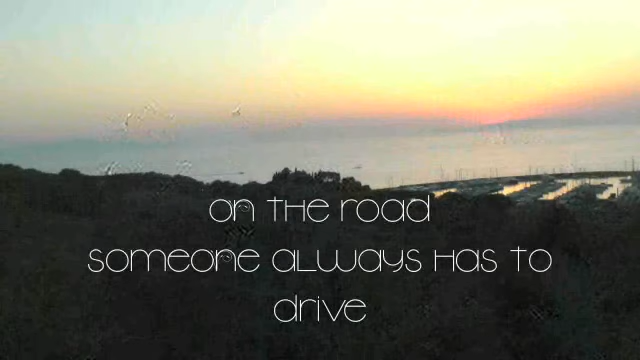 on the road
someone always has to
drive